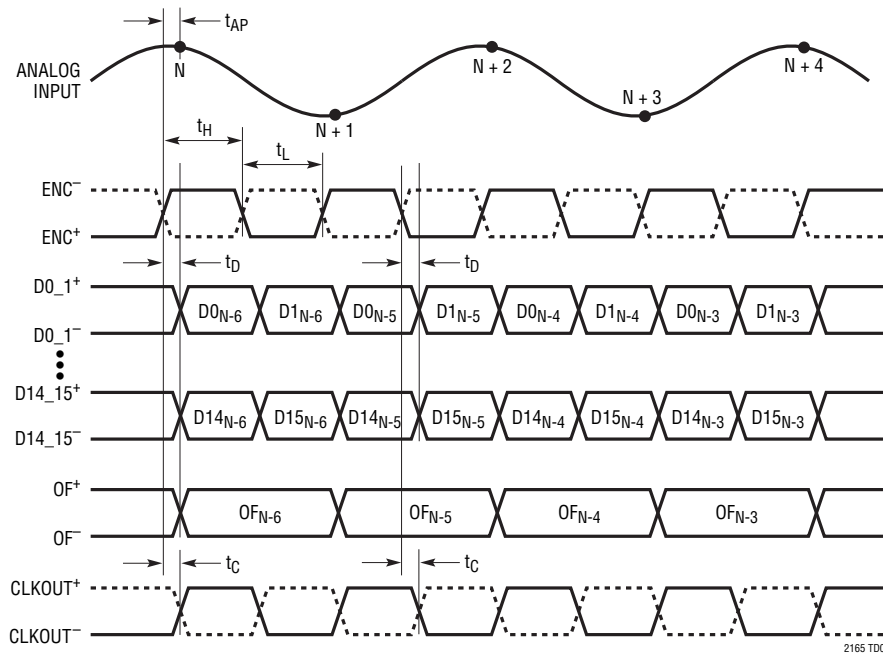 t_AP
ANALOG
INPUT
N
N + 1
N + 2
N + 3
N + 4
t_H
t_L
ENC⁻
ENC⁺
t_D
t_D
D0_1⁺
D0_1⁻
D0_N-6 D1_N-6 D0_N-5 D1_N-5 D0_N-4 D1_N-4 D0_N-3 D1_N-3
D14_15⁺
D14_15⁻
D14_N-6 D15_N-6 D14_N-5 D15_N-5 D14_N-4 D15_N-4 D14_N-3 D15_N-3
OF⁺
OF⁻
OF_N-6 OF_N-5 OF_N-4 OF_N-3
t_C
t_C
CLKOUT⁺
CLKOUT⁻